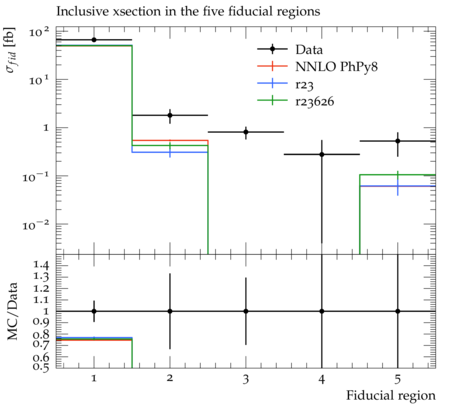 Inclusive xsection in the five fiducial regions
σfid [fb]
10²
10¹
1
10⁻¹
10⁻²
Data
NNLO PhPy8
r23
r23626
MC/Data
1.4
1.3
1.2
1.1
1
0.9
0.8
0.7
0.6
0.5
1 2 3 4 5
Fiducial region